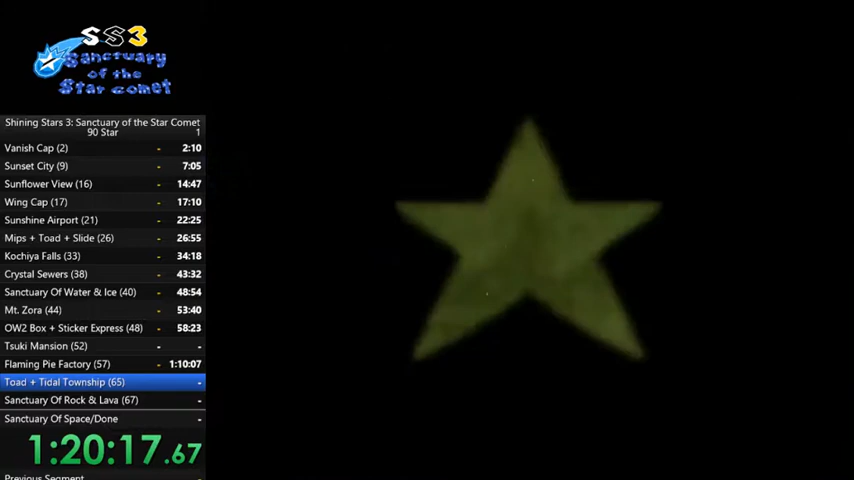 SS3
Sanctuary
of the
Star Comet
Shining Stars 3: Sanctuary of the Star Comet
90 Star 1
Vanish Cap (2) - 2:10
Sunset City (9) - 7:05
Sunflower View (16) - 14:47
Wing Cap (17) - 17:10
Sunshine Airport (21) - 22:25
Mips + Toad + Slide (26) - 26:55
Kochiya Falls (33) - 34:18
Crystal Sewers (38) - 43:32
Sanctuary Of Water & Ice (40) - 48:54
Mt. Zora (44) - 53:40
OW2 Box + Sticker Express (48) - 58:23
Tsuki Mansion (52) - -
Flaming Pie Factory (57) - 1:10:07
Toad + Tidal Township (65) -
Sanctuary Of Rock & Lava (67) -
Sanctuary Of Space/Done -
1:20:17.67
Previous Segment -